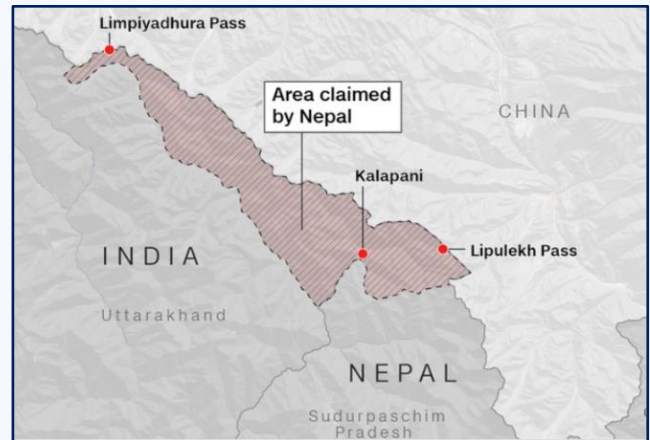 Limpiyadhura Pass
Area claimed
by Nepal
CHINA
Kalapani
INDIA
Lipulekh Pass
Uttarakhand
NEPAL
Sudurpaschim
Pradesh